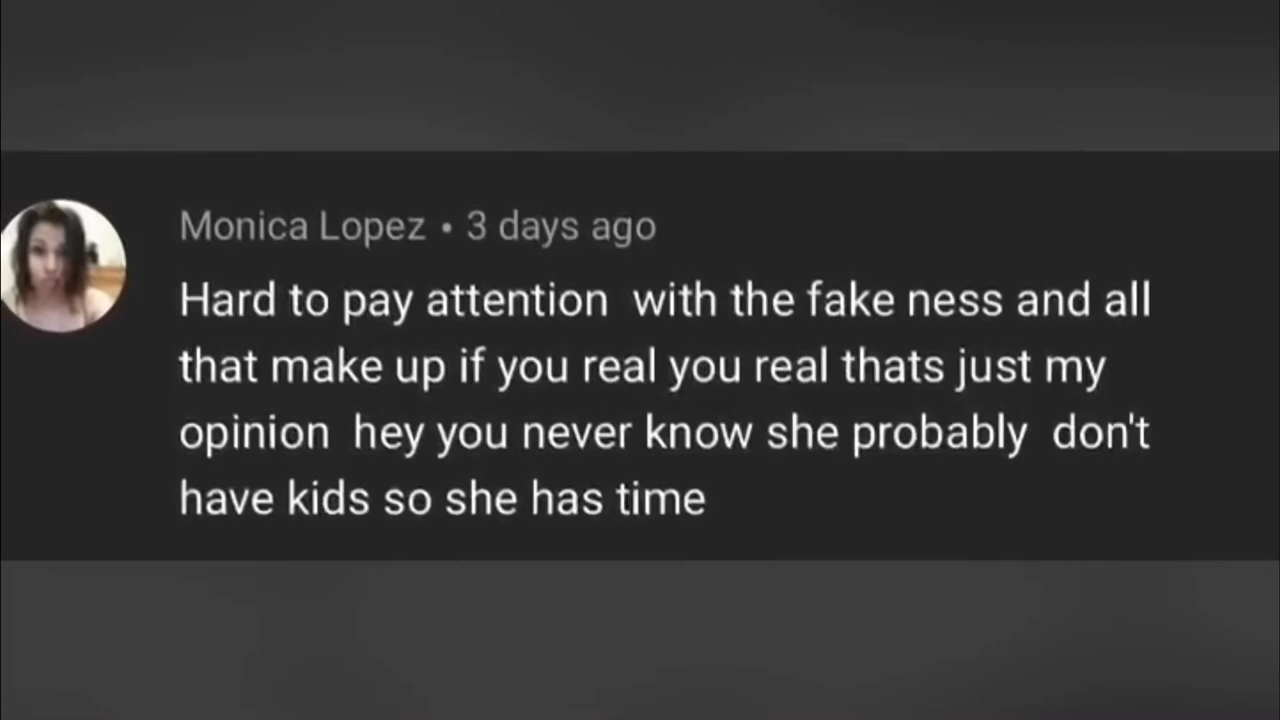 Monica Lopez • 3 days ago
Hard to pay attention  with the fake ness and all
that make up if you real you real thats just my
opinion  hey you never know she probably  don't
have kids so she has time